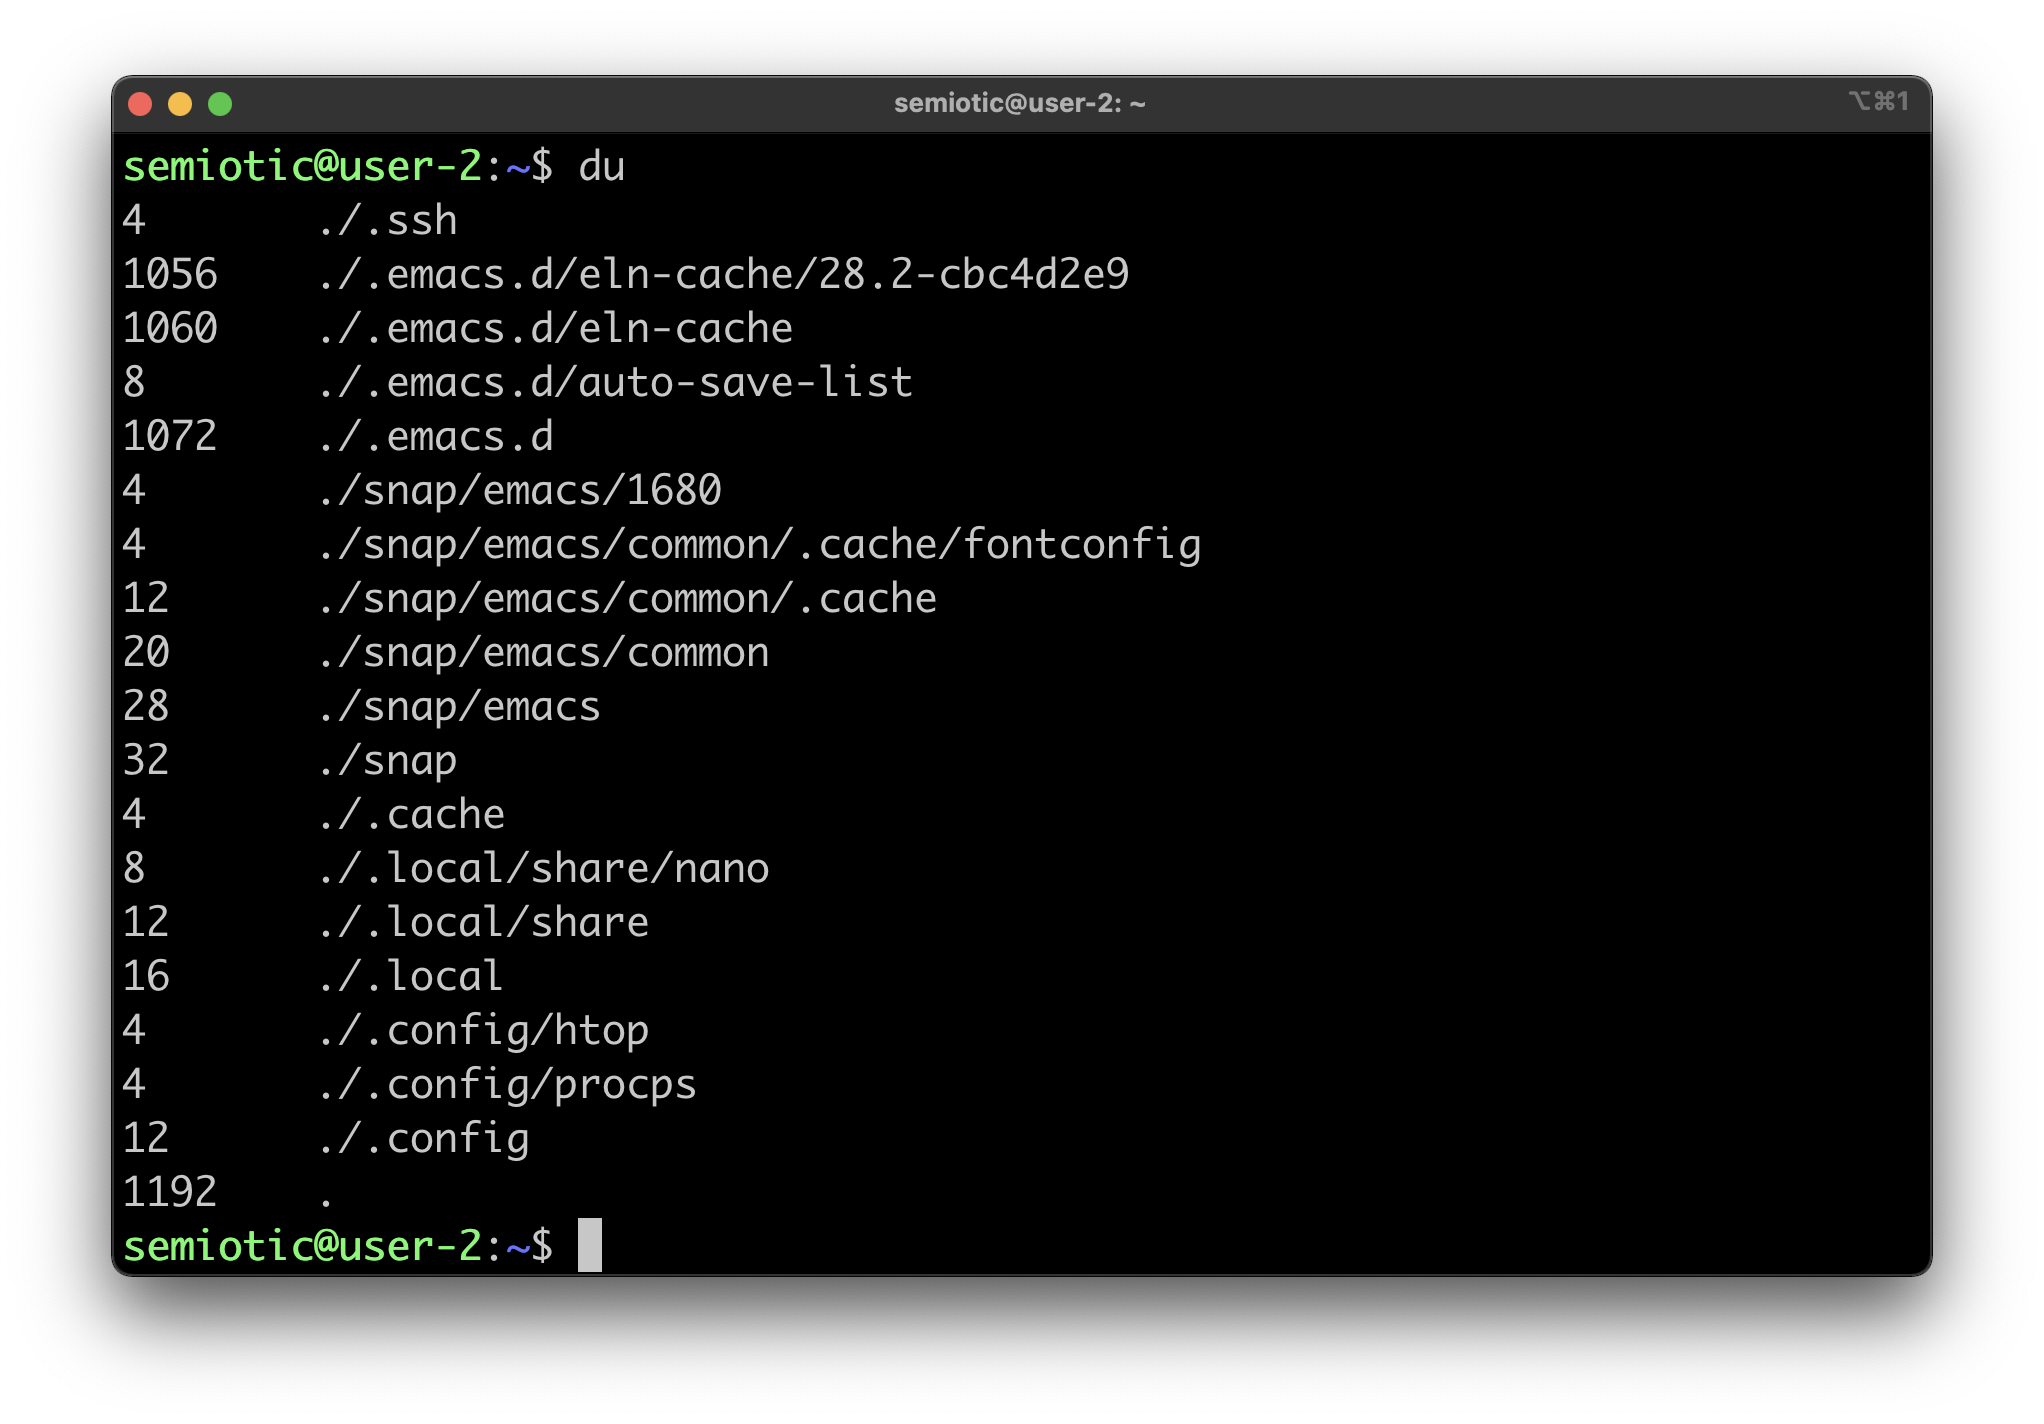 semiotic@user-2: ~
⌥⌘1
semiotic@user-2:~$ du
4 ./.ssh
1056 ./.emacs.d/eln-cache/28.2-cbc4d2e9
1060 ./.emacs.d/eln-cache
8 ./.emacs.d/auto-save-list
1072 ./.emacs.d
4 ./snap/emacs/1680
4 ./snap/emacs/common/.cache/fontconfig
12 ./snap/emacs/common/.cache
20 ./snap/emacs/common
28 ./snap/emacs
32 ./snap
4 ./.cache
8 ./.local/share/nano
12 ./.local/share
16 ./.local
4 ./.config/htop
4 ./.config/procps
12 ./.config
1192 .
semiotic@user-2:~$